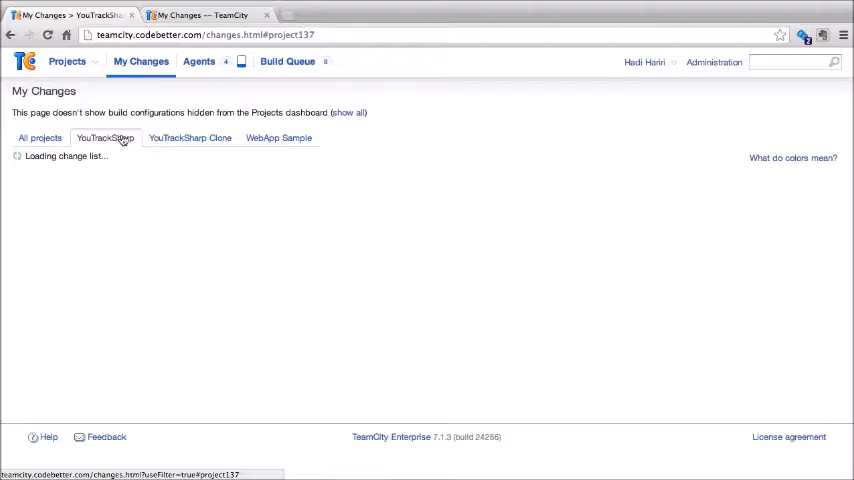 My Changes > YouTrackSha
My Changes -- TeamCity
teamcity.codebetter.com/changes.html#project137
TC
Projects
My Changes
Agents 4
Build Queue 8
Hadi Hariri
Administration
My Changes
This page doesn't show build configurations hidden from the Projects dashboard (show all)
All projects
YouTrackSharp
YouTrackSharp Clone
WebApp Sample
Loading change list...
What do colors mean?
Help
Feedback
TeamCity Enterprise 7.1.3 (build 24266)
License agreement
teamcity.codebetter.com/changes.html?useFilter=true#project137